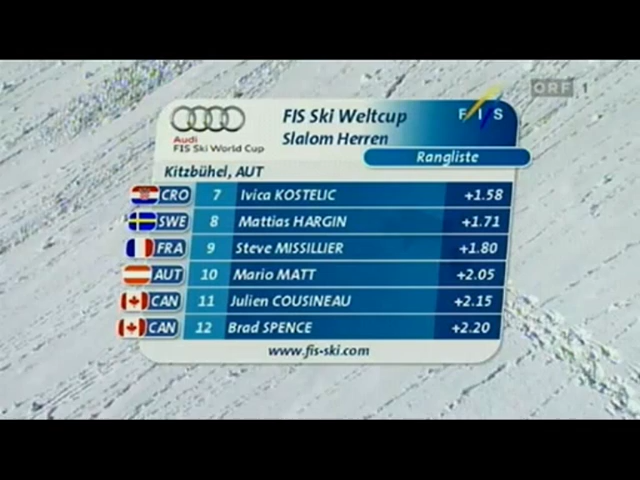 ORF 1
FIS Ski Weltcup
FIS
Audi
FIS Ski World Cup
Slalom Herren
Rangliste
Kitzbühel, AUT
CRO 7 Ivica KOSTELIC +1.58
SWE 8 Mattias HARGIN +1.71
FRA 9 Steve MISSILLIER +1.80
AUT 10 Mario MATT +2.05
CAN 11 Julien COUSINEAU +2.15
CAN 12 Brad SPENCE +2.20
www.fis-ski.com